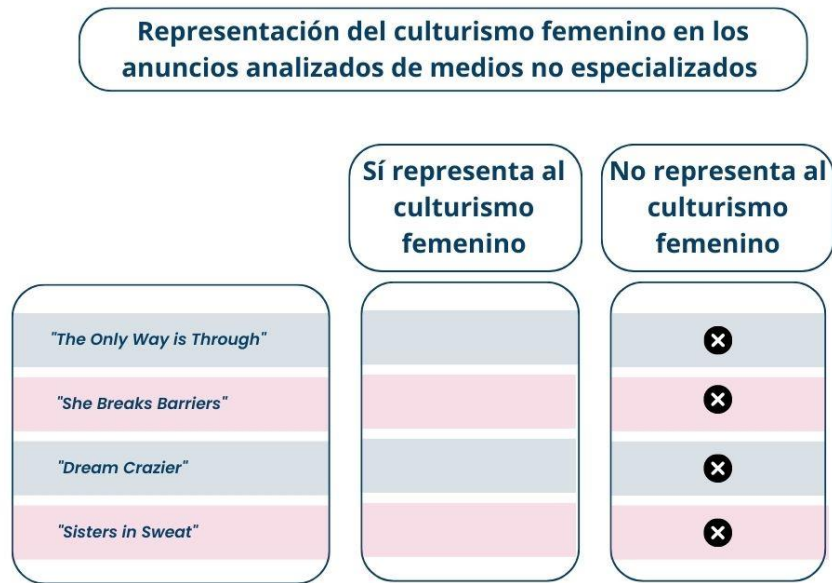 Representación del culturismo femenino en los
anuncios analizados de medios no especializados
Sí representa al
culturismo
femenino
No representa al
culturismo
femenino
"The Only Way is Through"
"She Breaks Barriers"
"Dream Crazier"
"Sisters in Sweat"